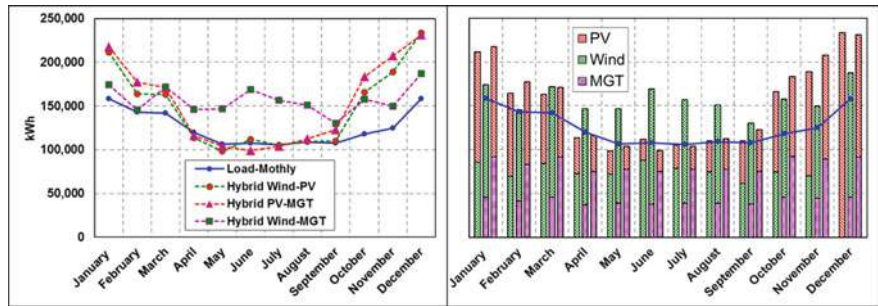 250,000
200,000
150,000
100,000
50,000
0
kWh
Load-Mothly
Hybrid Wind-PV
Hybrid PV-MGT
Hybrid Wind-MGT
January
February
March
April
May
June
July
August
September
October
November
December
PV
Wind
MGT
January
February
March
April
May
June
July
August
September
October
November
December